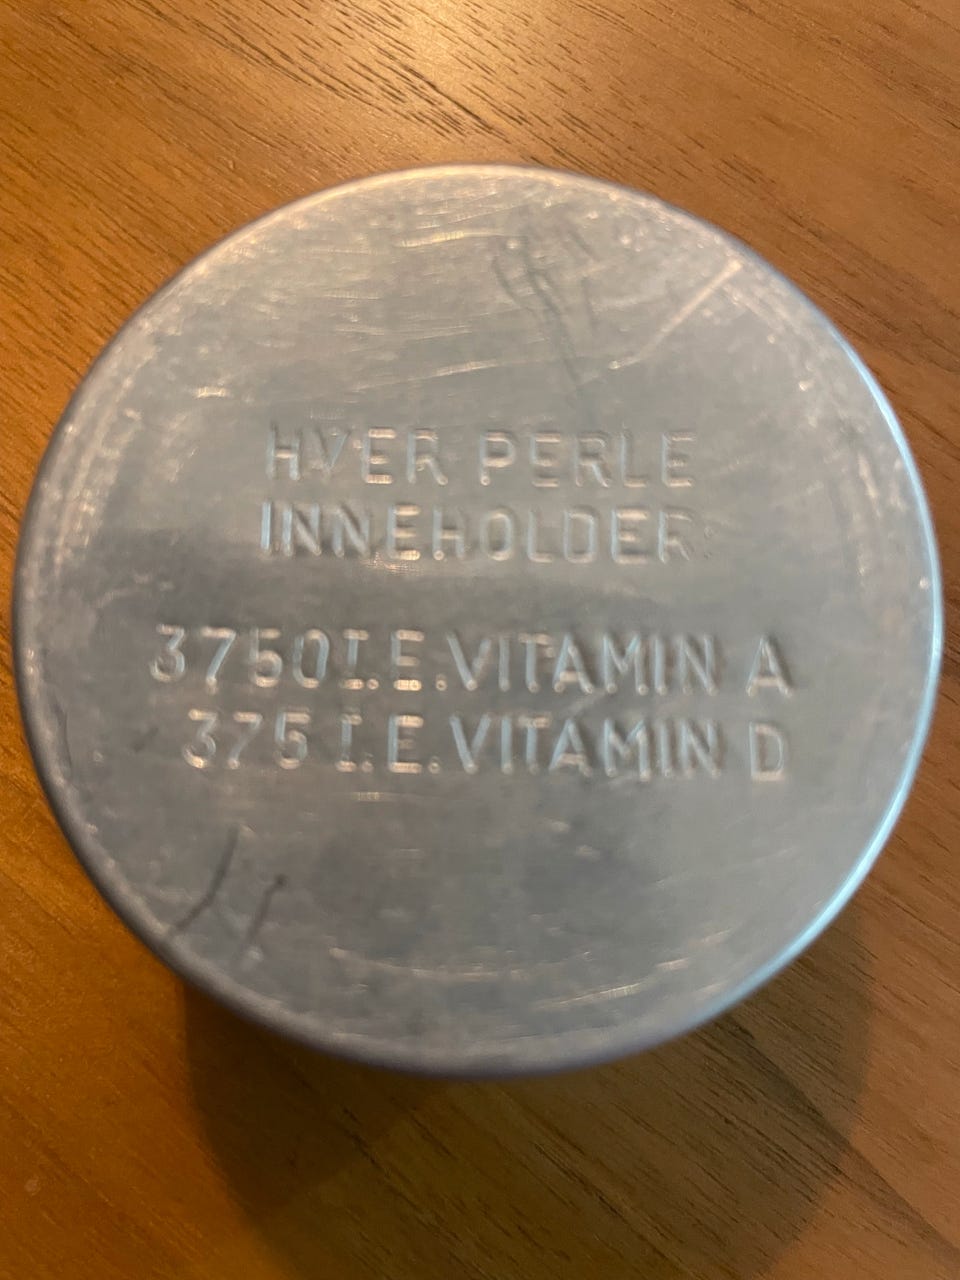 HVER PERLE
INNEHOLDER:
3750 I.E. VITAMIN A
375 I.E. VITAMIN D